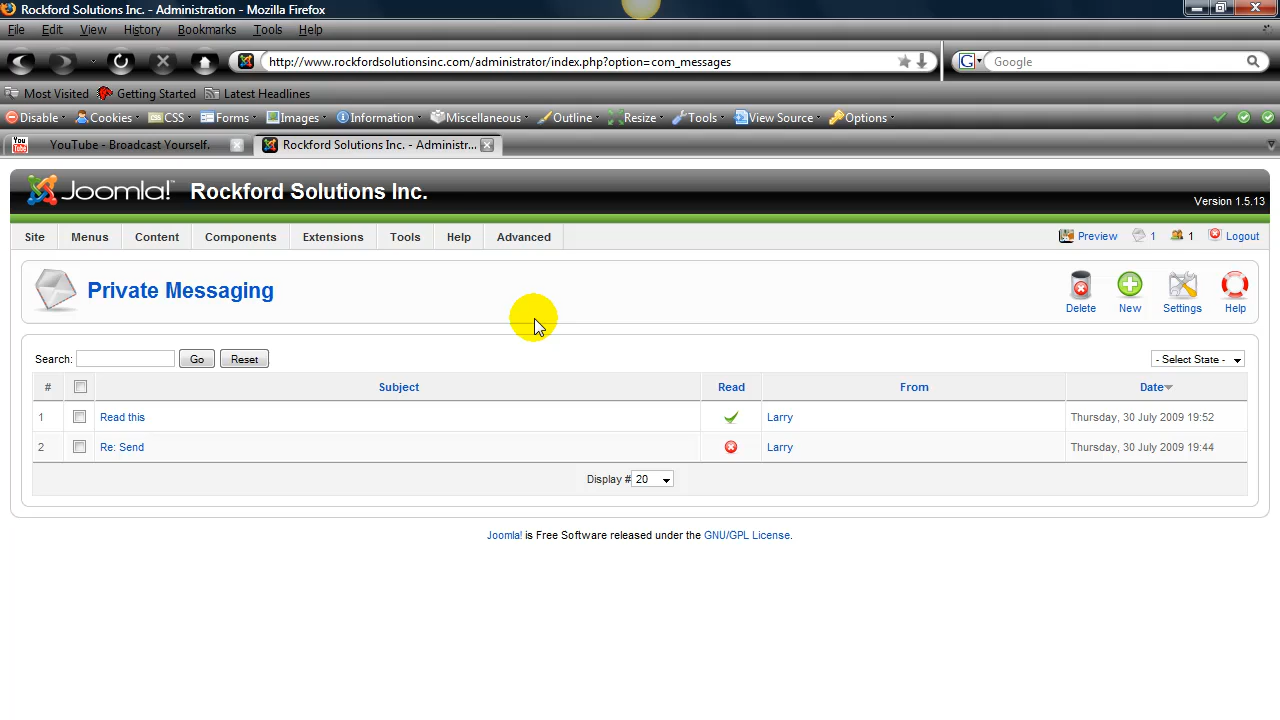 Rockford Solutions Inc. - Administration - Mozilla Firefox
File Edit View History Bookmarks Tools Help
http://www.rockfordsolutionsinc.com/administrator/index.php?option=com_messages Google
Most Visited Getting Started Latest Headlines
Disable Cookies CSS Forms Images Information Miscellaneous Outline Resize Tools View Source Options
YouTube - Broadcast Yourself. Rockford Solutions Inc. - Administr...
Joomla! Rockford Solutions Inc.
Version 1.5.13
Site Menus Content Components Extensions Tools Help Advanced Preview 1 1 Logout
Private Messaging
Delete New Settings Help
Search: Go Reset - Select State -
# Subject Read From Date
1 Read this Larry Thursday, 30 July 2009 19:52
2 Re: Send Larry Thursday, 30 July 2009 19:44
Display # 20
Joomla! is Free Software released under the GNU/GPL License.